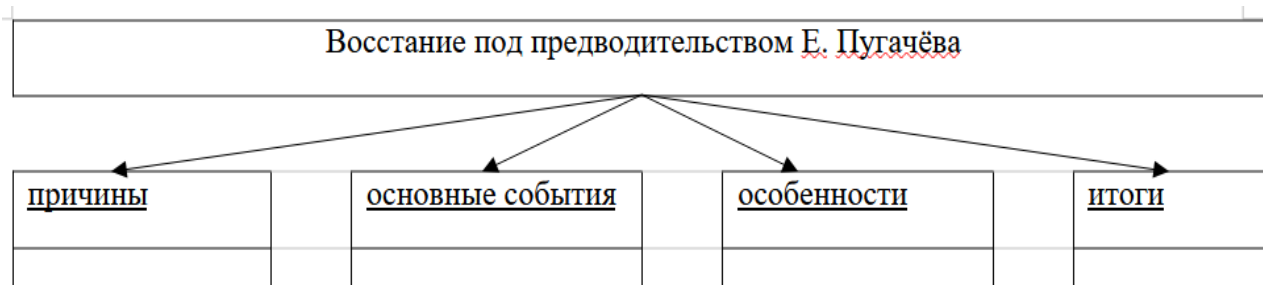 Восстание под предводительством Е. Пугачёва
причины
основные события
особенности
итоги